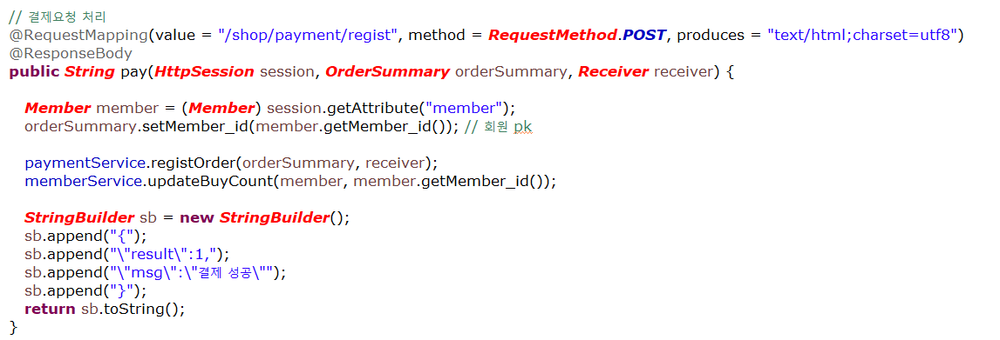 // 결제요청 처리
@RequestMapping(value = "/shop/payment/regist", method = RequestMethod.POST, produces = "text/html;charset=utf8")
@ResponseBody
public String pay(HttpSession session, OrderSummary orderSummary, Receiver receiver) {
Member member = (Member) session.getAttribute("member");
orderSummary.setMember_id(member.getMember_id()); // 회원 pk
paymentService.registOrder(orderSummary, receiver);
memberService.updateBuyCount(member, member.getMember_id());
StringBuilder sb = new StringBuilder();
sb.append("{");
sb.append("\"result\":1,");
sb.append("\"msg\":\"결제 성공\"");
sb.append("}");
return sb.toString();
}